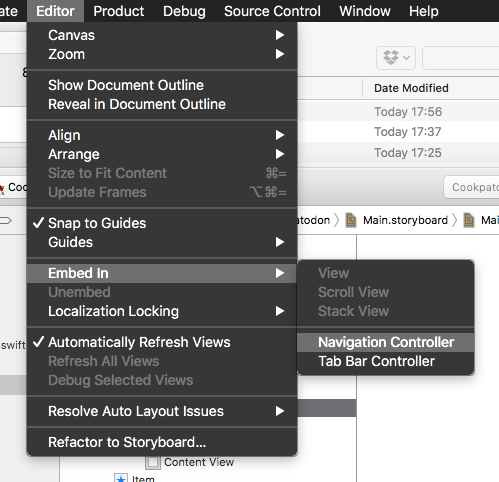 ate Editor Product Debug Source Control Window Help
Canvas
Zoom
Show Document Outline
Reveal in Document Outline
Date Modified
Today 17:56
Today 17:37
Today 17:25
Align
Arrange
Size to Fit Content ⌘=
Update Frames ⌥⌘=
Coo
Cookpato
✓ Snap to Guides
Guides
atodon 〉 Main.storyboard 〉 Mai
Embed In
Unembed
Localization Locking
View
Scroll View
Stack View
Navigation Controller
Tab Bar Controller
✓ Automatically Refresh Views
Refresh All Views
Debug Selected Views
swift
Resolve Auto Layout Issues
Refactor to Storyboard...
Content View
Item